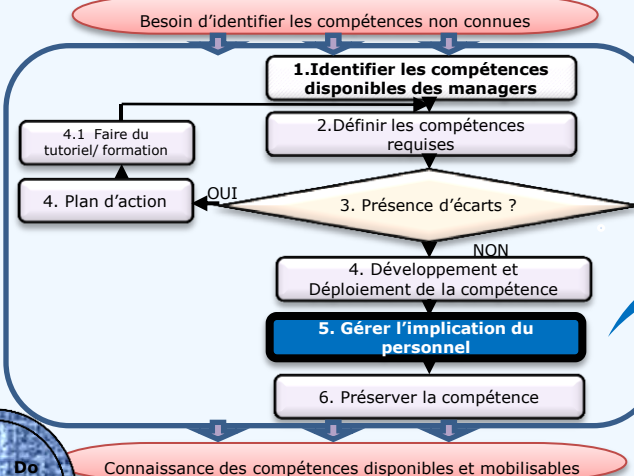 Besoin d'identifier les compétences non connues
1.Identifier les compétences
disponibles des managers
4.1 Faire du
tutoriel/ formation
2.Définir les compétences
requises
4. Plan d'action
OUI
3. Présence d'écarts ?
NON
4. Développement et
Déploiement de la compétence
5. Gérer l'implication du
personnel
6. Préserver la compétence
Do
Connaissance des compétences disponibles et mobilisables